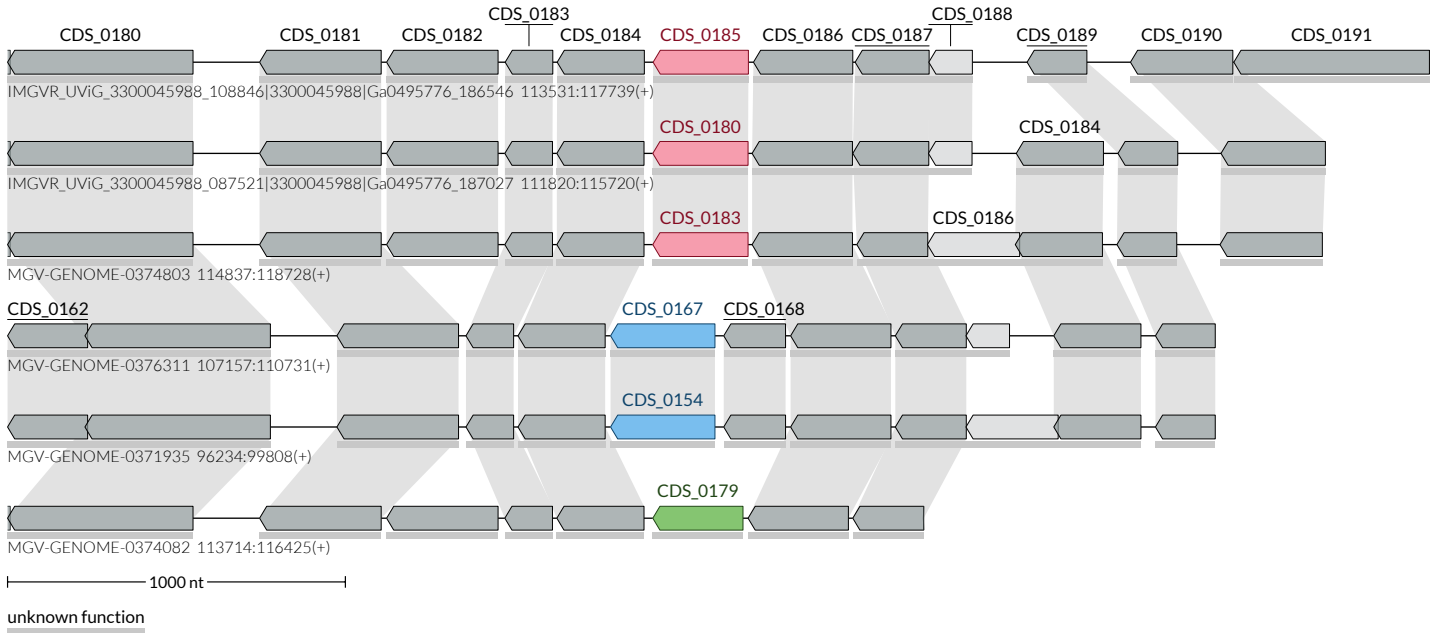 CDS_0183 CDS_0188
CDS_0180 CDS_0181 CDS_0182 CDS_0184 CDS_0185 CDS_0186 CDS_0187 CDS_0189 CDS_0190 CDS_0191
IMGVR_UViG_3300045988_108846|3300045988|Ga0495776_186546 113531:117739(+)
CDS_0180 CDS_0184
IMGVR_UViG_3300045988_087521|3300045988|Ga0495776_187027 111820:115720(+)
CDS_0183 CDS_0186
MGV-GENOME-0374803 114837:118728(+)
CDS_0162 CDS_0167 CDS_0168
MGV-GENOME-0376311 107157:110731(+)
CDS_0154
MGV-GENOME-0371935 96234:99808(+)
CDS_0179
MGV-GENOME-0374082 113714:116425(+)
1000 nt
unknown function